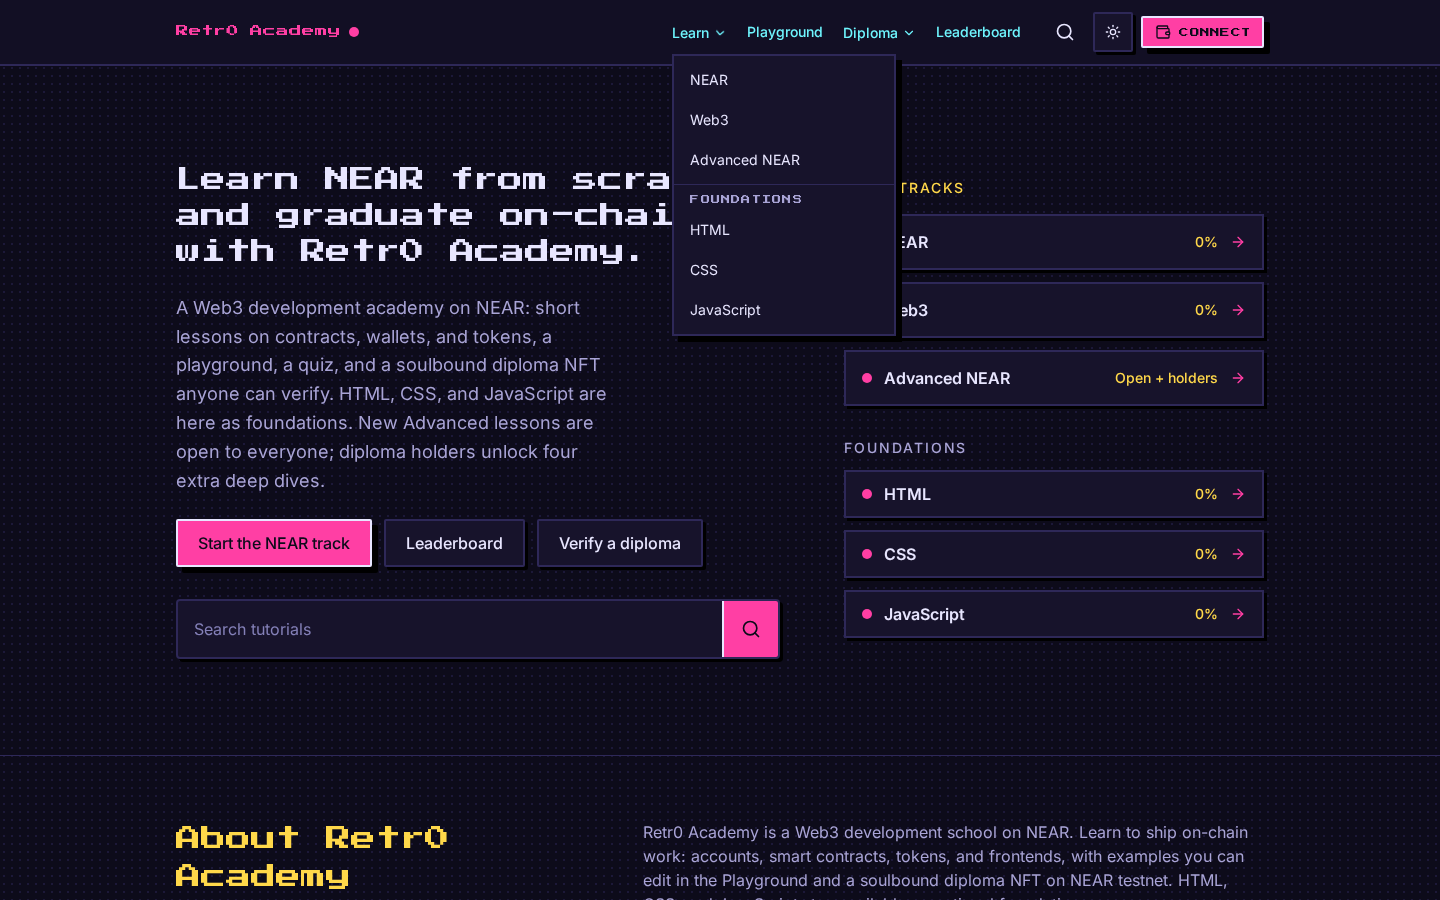 Retr0 Academy
Learn
Playground
Diploma
Leaderboard
CONNECT
NEAR
Web3
Advanced NEAR
FOUNDATIONS
HTML
CSS
JavaScript
Learn NEAR from scra
and graduate on-chai
with Retr0 Academy.
A Web3 development academy on NEAR: short
lessons on contracts, wallets, and tokens, a
playground, a quiz, and a soulbound diploma NFT
anyone can verify. HTML, CSS, and JavaScript are
here as foundations. New Advanced lessons are
open to everyone; diploma holders unlock four
extra deep dives.
Start the NEAR track
Leaderboard
Verify a diploma
Search tutorials
TRACKS
EAR 0%
eb3 0%
Advanced NEAR Open + holders
FOUNDATIONS
HTML 0%
CSS 0%
JavaScript 0%
About Retr0
Academy
Retr0 Academy is a Web3 development school on NEAR. Learn to ship on-chain
work: accounts, smart contracts, tokens, and frontends, with examples you can
edit in the Playground and a soulbound diploma NFT on NEAR testnet. HTML,